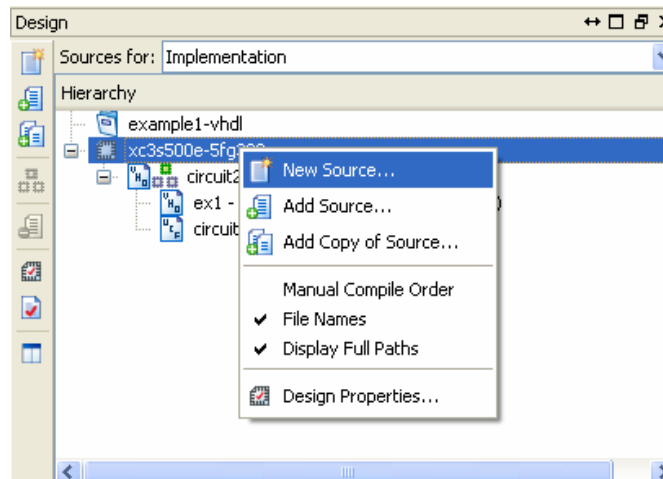 Design
Sources for: Implementation
Hierarchy
example1-vhdl
xc3s500e-5fg320
circuit2
ex1 -
circuit
New Source...
Add Source...
Add Copy of Source...
Manual Compile Order
File Names
Display Full Paths
Design Properties...